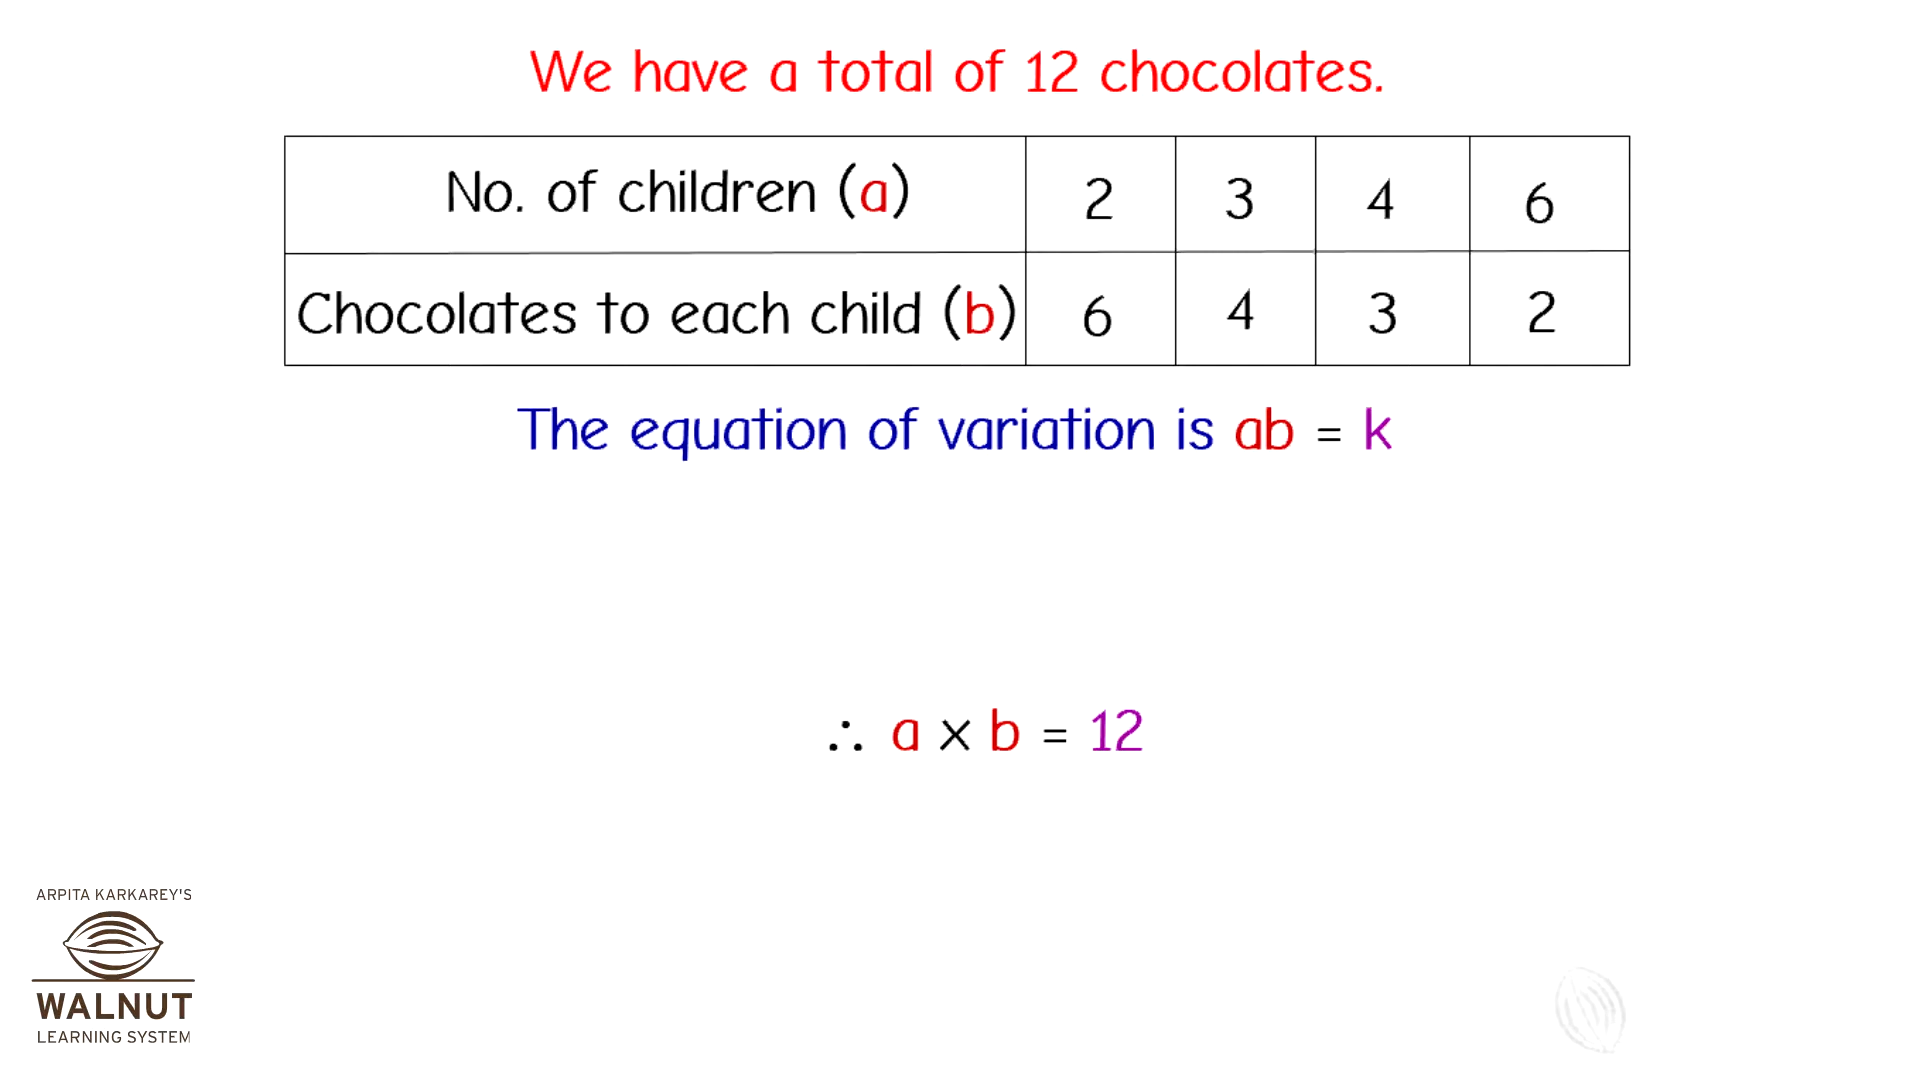 We have a total of 12 chocolates.
No. of children (a) 2 3 4 6
Chocolates to each child (b) 6 4 3 2
The equation of variation is ab = k
∴ a × b = 12
ARPITA KARKAREY'S
WALNUT
LEARNING SYSTEM